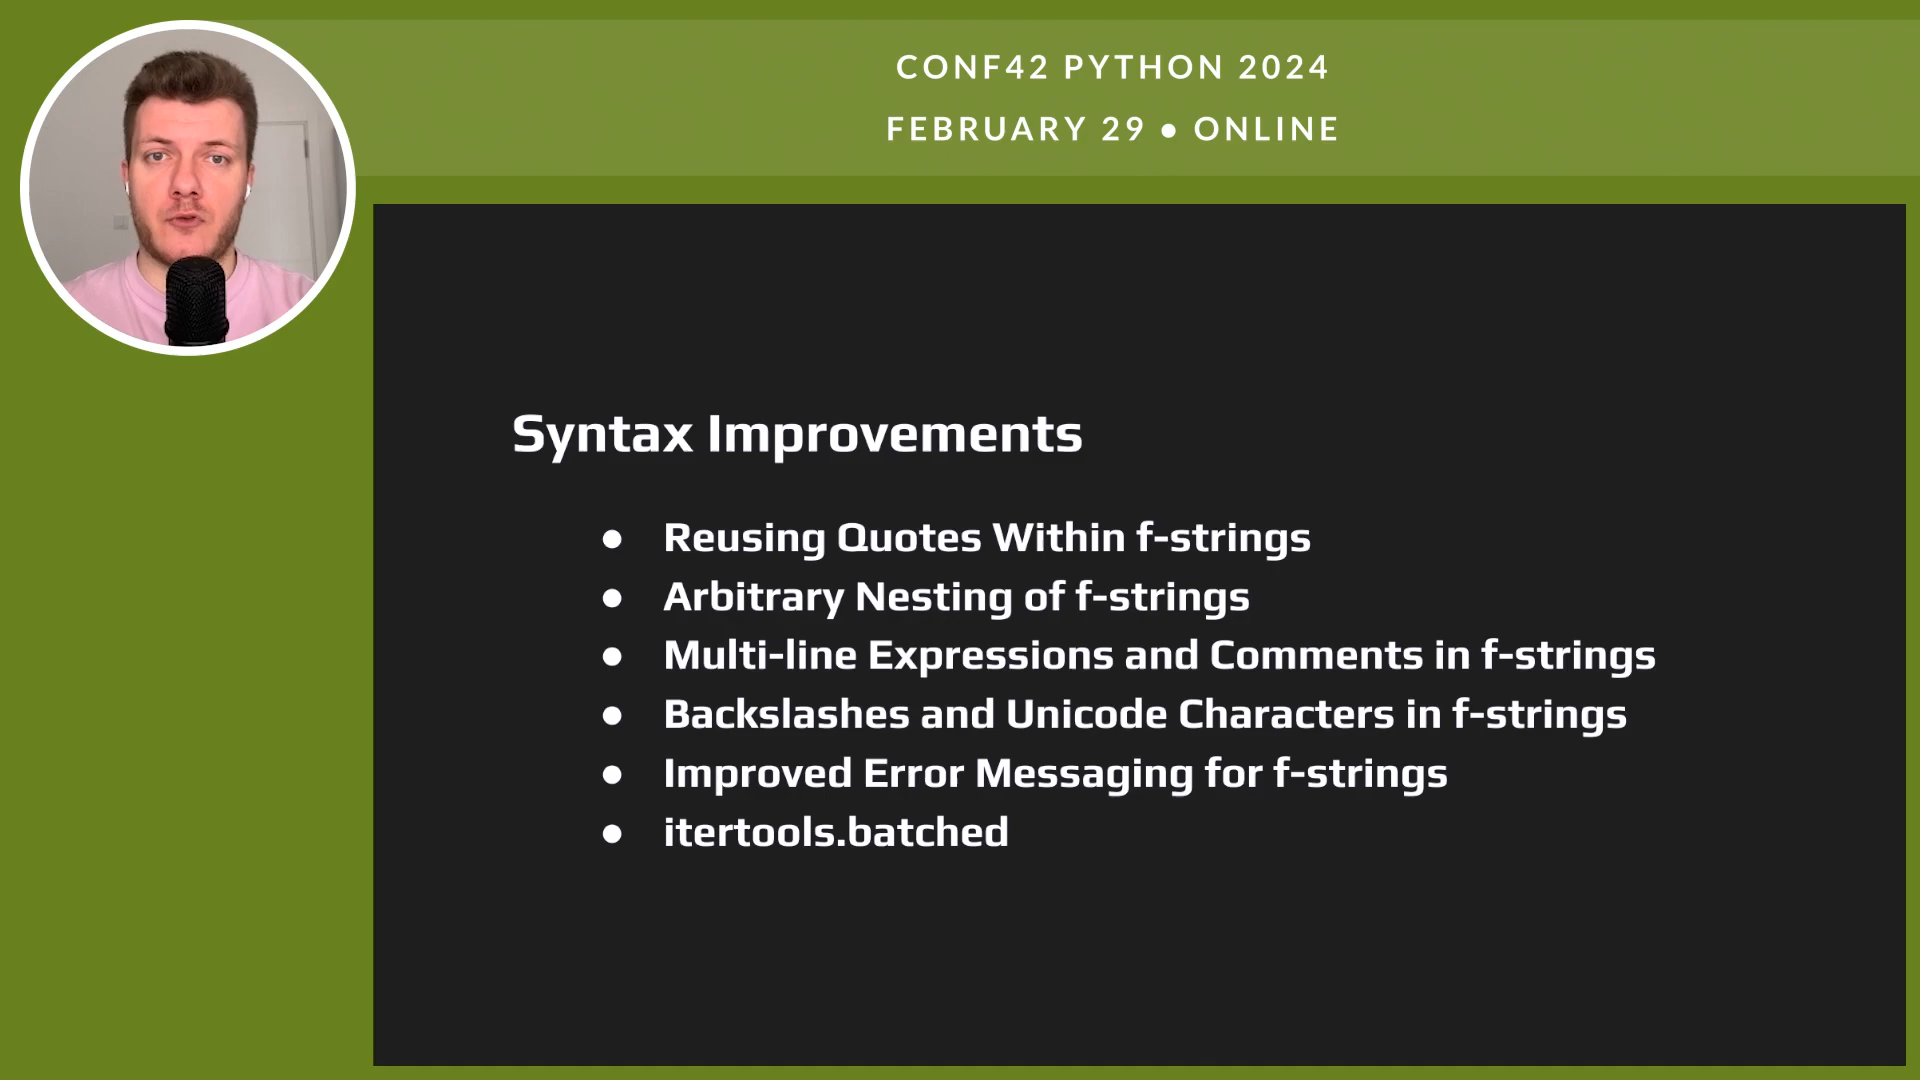 CONF42 PYTHON 2024
FEBRUARY 29 • ONLINE
Syntax Improvements
● Reusing Quotes Within f-strings
● Arbitrary Nesting of f-strings
● Multi-line Expressions and Comments in f-strings
● Backslashes and Unicode Characters in f-strings
● Improved Error Messaging for f-strings
● itertools.batched